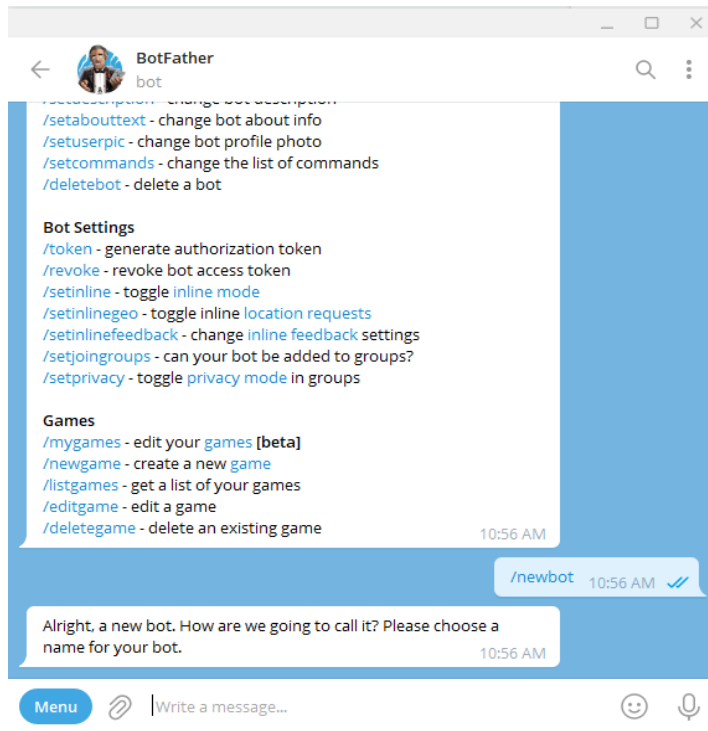 BotFather
bot
/setdescription - change bot description
/setabouttext - change bot about info
/setuserpic - change bot profile photo
/setcommands - change the list of commands
/deletebot - delete a bot
Bot Settings
/token - generate authorization token
/revoke - revoke bot access token
/setinline - toggle inline mode
/setinlinegeo - toggle inline location requests
/setinlinefeedback - change inline feedback settings
/setjoingroups - can your bot be added to groups?
/setprivacy - toggle privacy mode in groups
Games
/mygames - edit your games [beta]
/newgame - create a new game
/listgames - get a list of your games
/editgame - edit a game
/deletegame - delete an existing game
10:56 AM
/newbot 10:56 AM
Alright, a new bot. How are we going to call it? Please choose a
name for your bot.
10:56 AM
Menu
Write a message...